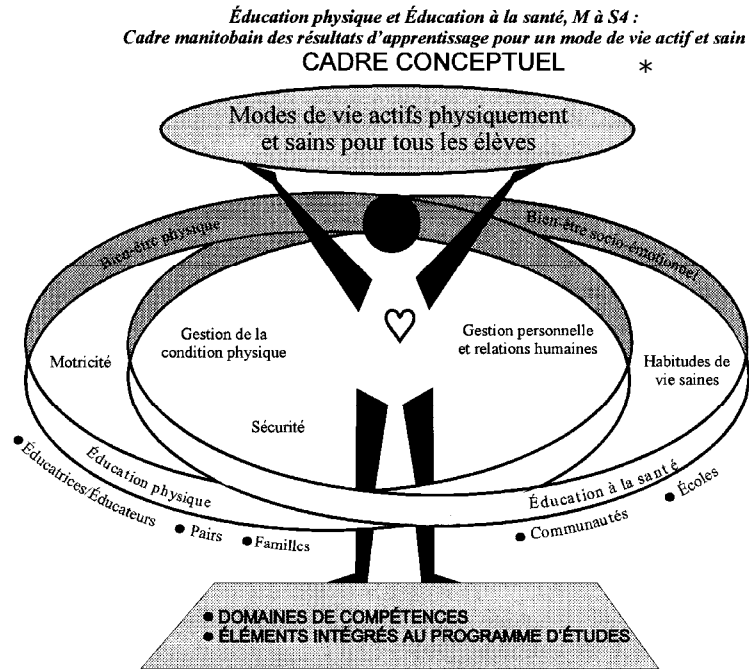 Éducation physique et Éducation à la santé, M à S4 :
Cadre manitobain des résultats d'apprentissage pour un mode de vie actif et sain
CADRE CONCEPTUEL *
Modes de vie actifs physiquement
et sains pour tous les élèves
Bien-être physique
Bien-être socio-émotionnel
Gestion de la
condition physique
Gestion personnelle
et relations humaines
Motricité
Habitudes de
vie saines
Sécurité
Éducation physique
Éducation à la santé
● Éducatrices/Éducateurs
● Pairs
● Familles
● Communautés
● Écoles
● DOMAINES DE COMPÉTENCES
● ÉLÉMENTS INTÉGRÉS AU PROGRAMME D'ÉTUDES